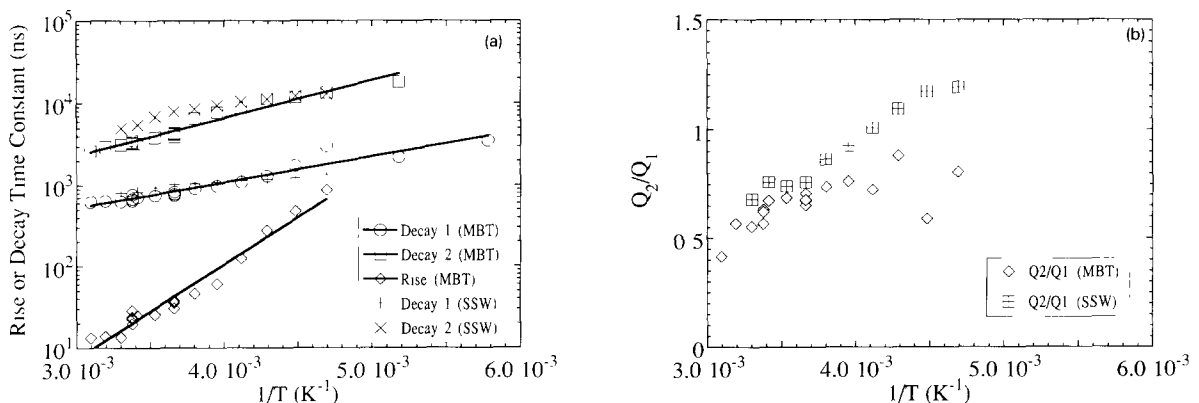 (a)
Rise or Decay Time Constant (ns)
10^5
10^4
10^3
10^2
10^1
Decay 1 (MBT)
Decay 2 (MBT)
Rise (MBT)
Decay 1 (SSW)
Decay 2 (SSW)
3.0 10^-3
4.0 10^-3
5.0 10^-3
6.0 10^-3
1/T (K^-1)
(b)
Q_2/Q_1
1.5
1
0 5
0
Q2/Q1 (MBT)
Q2/Q1 (SSW)
3.0 10^-3
4.0 10^-3
5.0 10^-3
6.0 10^-3
1/T (K^-1)